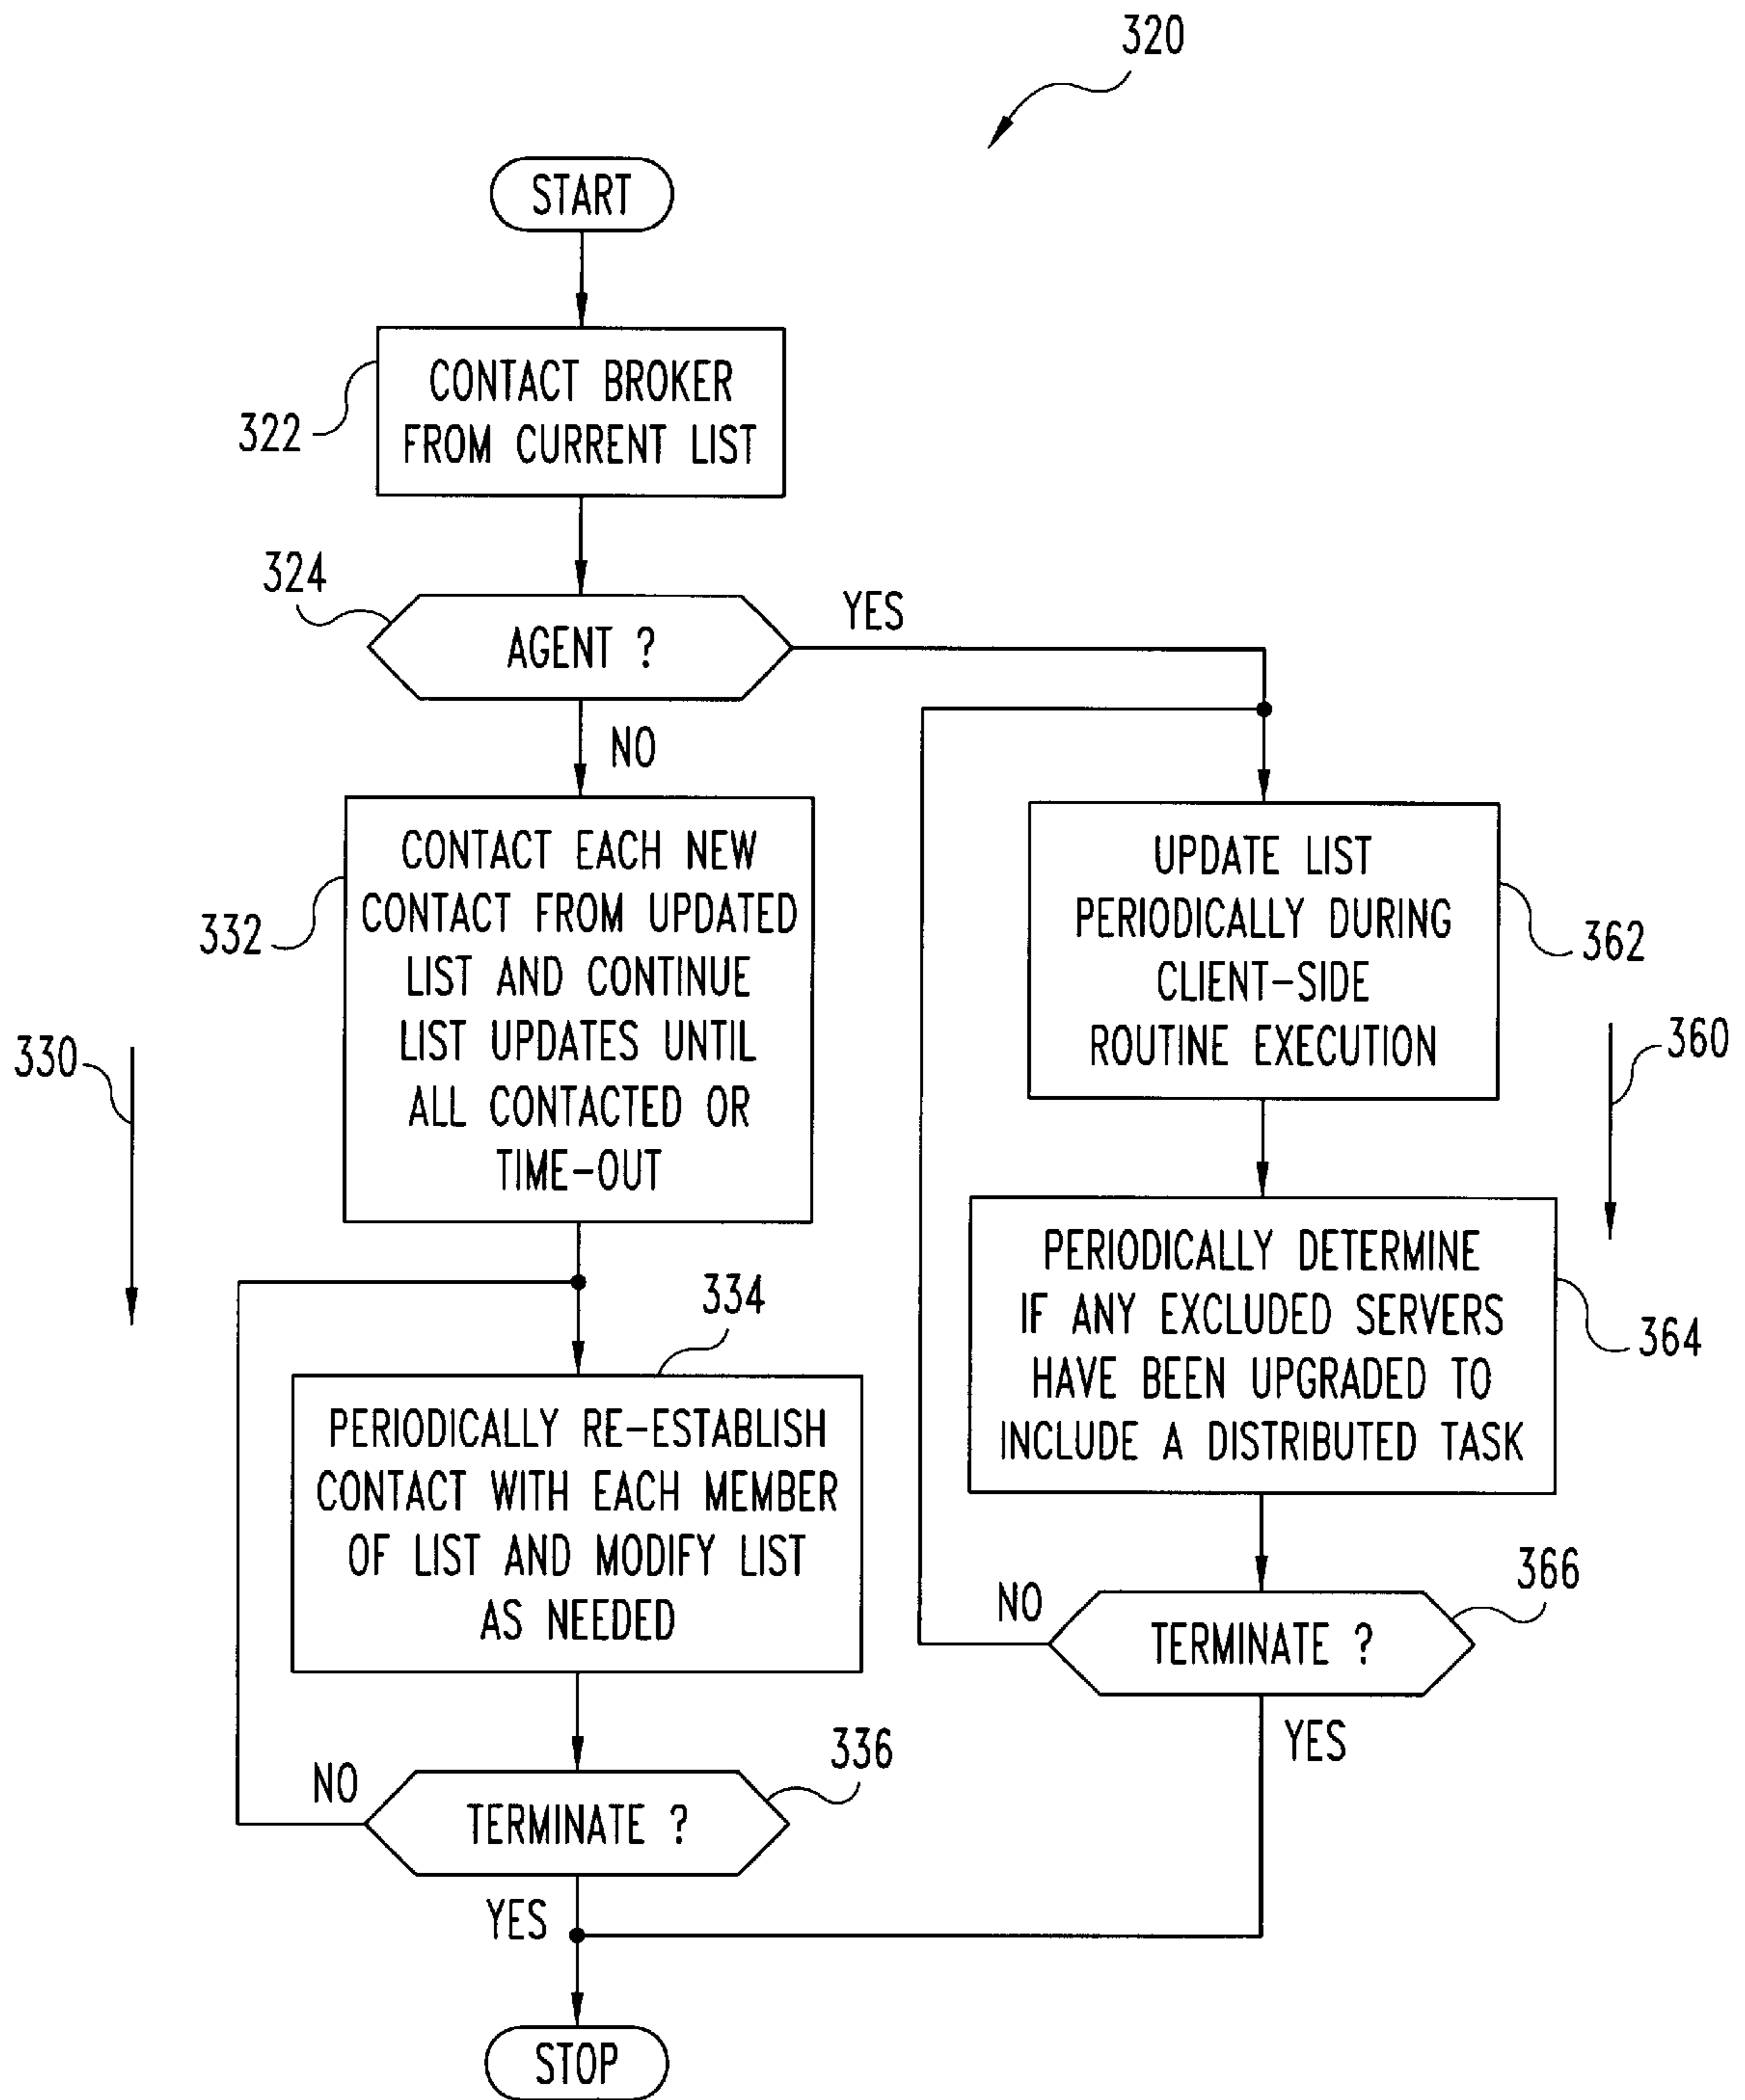 320
START
CONTACT BROKER
FROM CURRENT LIST
322
324
AGENT ?
YES
NO
CONTACT EACH NEW
CONTACT FROM UPDATED
LIST AND CONTINUE
LIST UPDATES UNTIL
ALL CONTACTED OR
TIME-OUT
332
330
334
PERIODICALLY RE-ESTABLISH
CONTACT WITH EACH MEMBER
OF LIST AND MODIFY LIST
AS NEEDED
336
NO
TERMINATE ?
YES
UPDATE LIST
PERIODICALLY DURING
CLIENT-SIDE
ROUTINE EXECUTION
362
360
PERIODICALLY DETERMINE
IF ANY EXCLUDED SERVERS
HAVE BEEN UPGRADED TO
INCLUDE A DISTRIBUTED TASK
364
366
NO
TERMINATE ?
YES
STOP